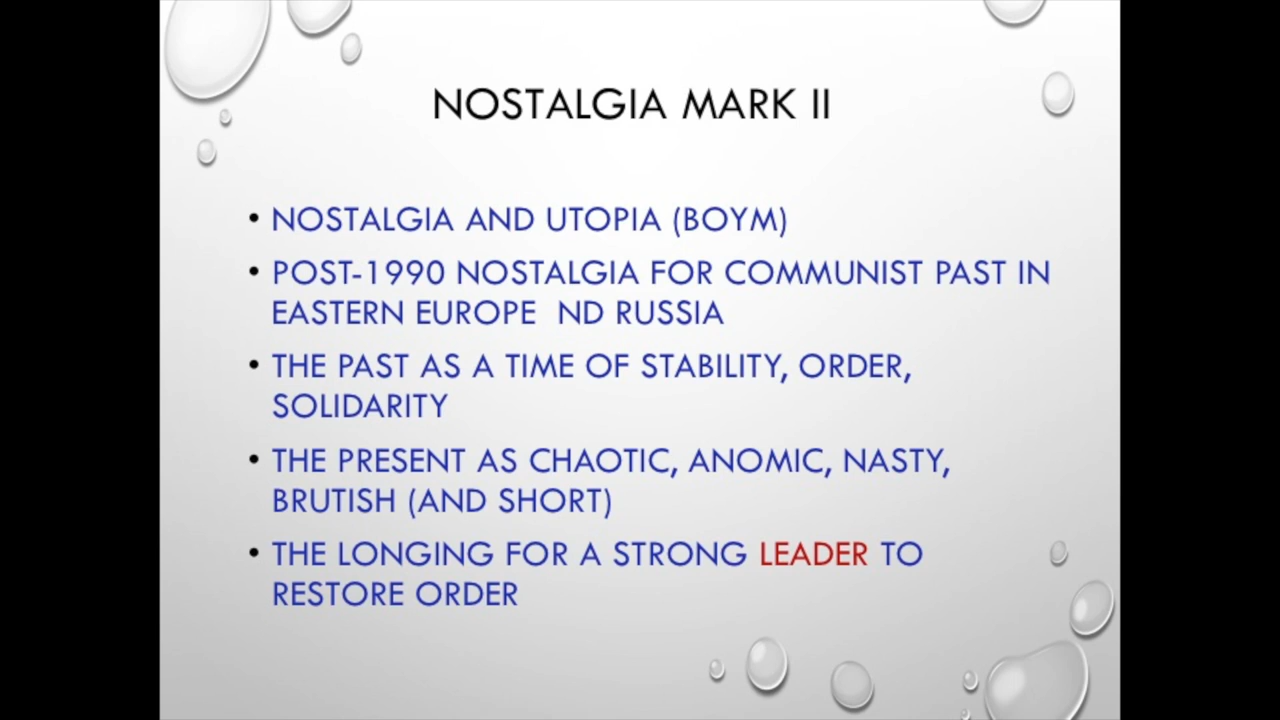 NOSTALGIA MARK II
• NOSTALGIA AND UTOPIA (BOYM)
• POST-1990 NOSTALGIA FOR COMMUNIST PAST IN
EASTERN EUROPE  ND RUSSIA
• THE PAST AS A TIME OF STABILITY, ORDER,
SOLIDARITY
• THE PRESENT AS CHAOTIC, ANOMIC, NASTY,
BRUTISH (AND SHORT)
• THE LONGING FOR A STRONG LEADER TO
RESTORE ORDER